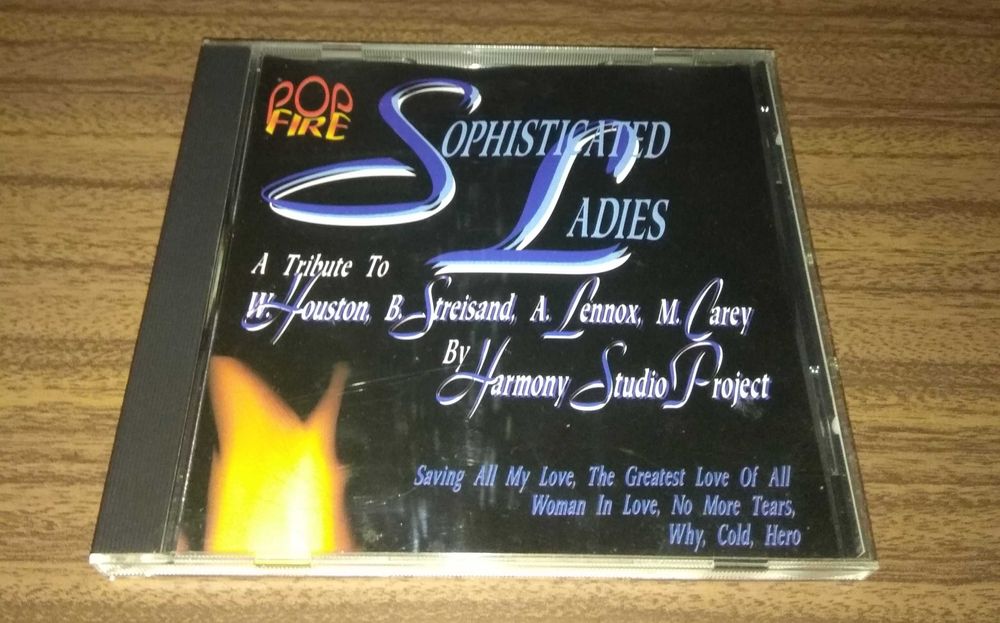 POP
FIRE
SOPHISTICATED
LADIES
A Tribute To
W. Houston, B. Streisand, A. Lennox, M. Carey
By Harmony Studio Project
Saving All My Love, The Greatest Love Of All
Woman In Love, No More Tears,
Why, Cold, Hero